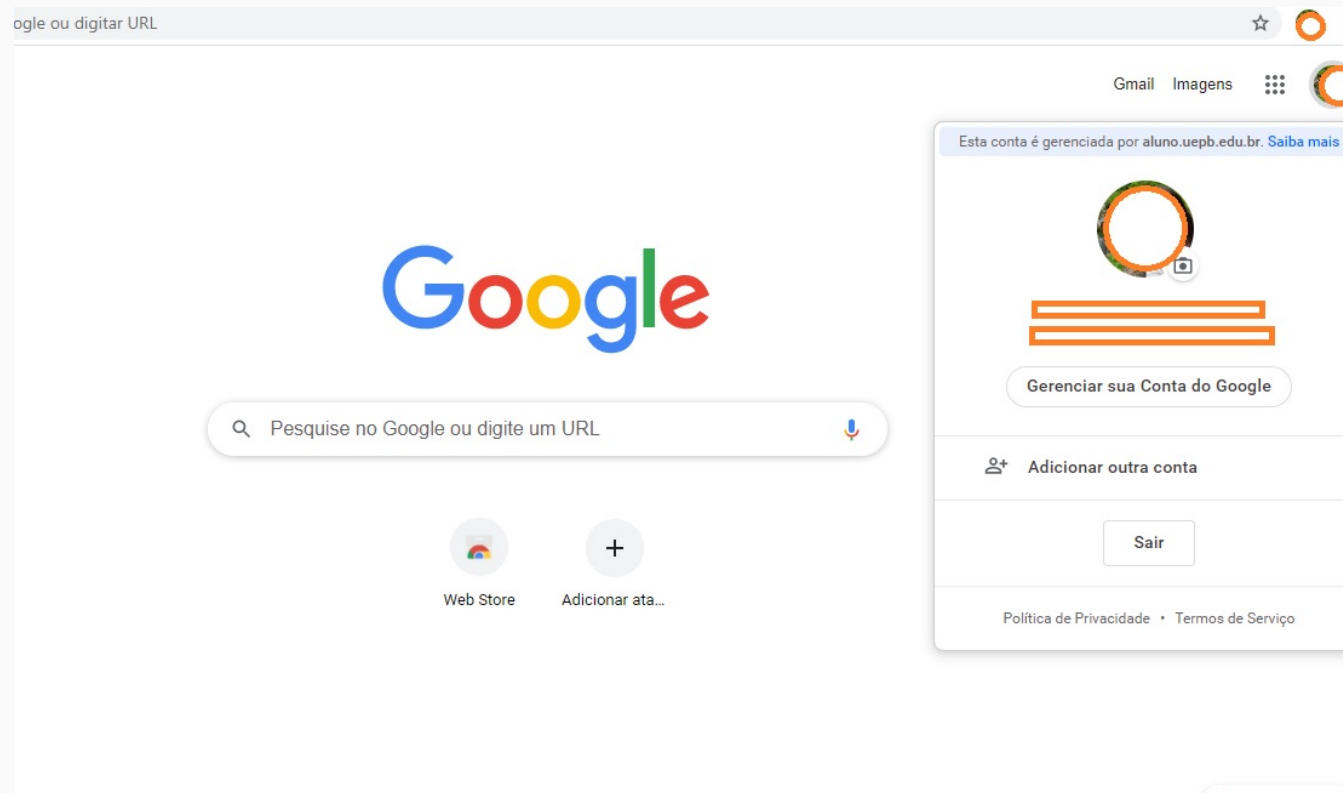 ogle ou digitar URL
Gmail Imagens
Esta conta é gerenciada por aluno.uepb.edu.br. Saiba mais
Google
Gerenciar sua Conta do Google
Pesquise no Google ou digite um URL
Adicionar outra conta
Sair
Web Store Adicionar ata...
Política de Privacidade • Termos de Serviço